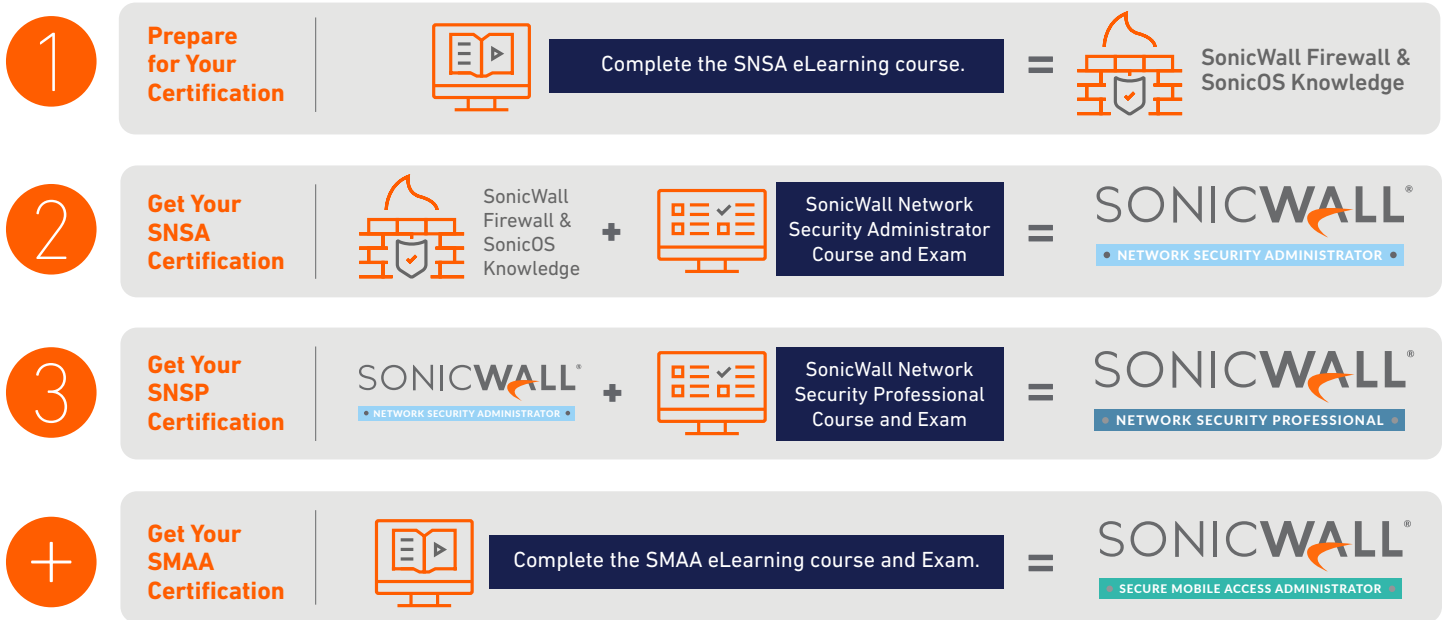 1
Prepare
for Your
Certification
Complete the SNSA eLearning course.
=
SonicWall Firewall &
SonicOS Knowledge
2
Get Your
SNSA
Certification
SonicWall
Firewall &
SonicOS
Knowledge
+
SonicWall Network
Security Administrator
Course and Exam
=
SONICWALL®
• NETWORK SECURITY ADMINISTRATOR •
3
Get Your
SNSP
Certification
SONICWALL®
• NETWORK SECURITY ADMINISTRATOR •
+
SonicWall Network
Security Professional
Course and Exam
=
SONICWALL®
• NETWORK SECURITY PROFESSIONAL •
+
Get Your
SMAA
Certification
Complete the SMAA eLearning course and Exam.
=
SONICWALL®
• SECURE MOBILE ACCESS ADMINISTRATOR •